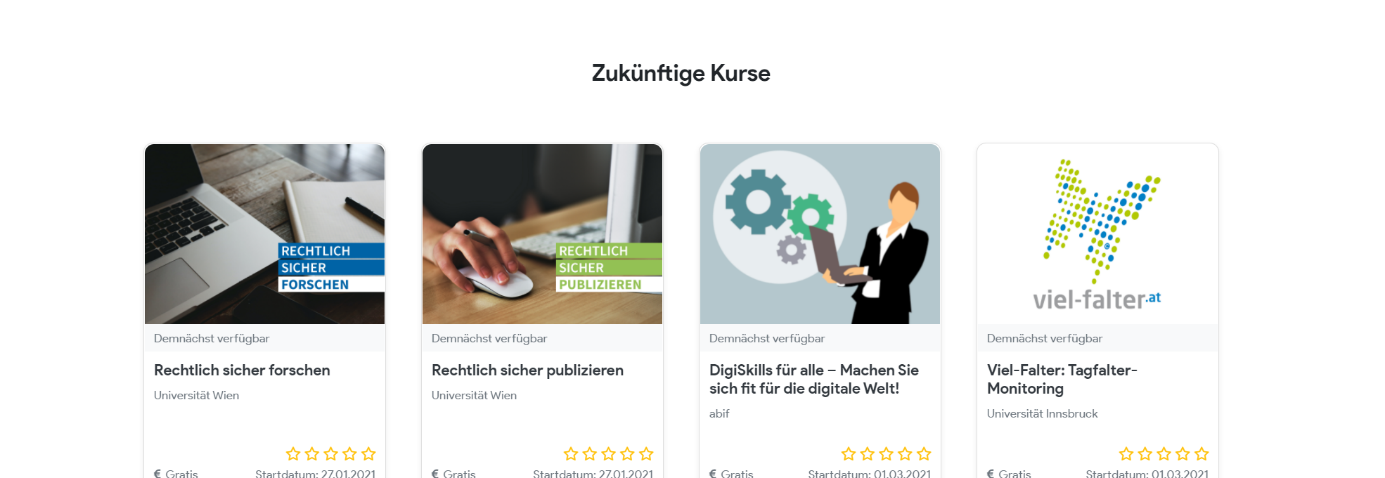 Zukünftige Kurse
RECHTLICH
SICHER
FORSCHEN
Demnächst verfügbar
Rechtlich sicher forschen
Universität Wien
€ Gratis
Startdatum: 27.01.2021
RECHTLICH
SICHER
PUBLIZIEREN
Demnächst verfügbar
Rechtlich sicher publizieren
Universität Wien
€ Gratis
Startdatum: 27.01.2021
Demnächst verfügbar
DigiSkills für alle – Machen Sie
sich fit für die digitale Welt!
abif
€ Gratis
Startdatum: 01.03.2021
viel-falter.at
Demnächst verfügbar
Viel-Falter: Tagfalter-
Monitoring
Universität Innsbruck
€ Gratis
Startdatum: 01.03.2021